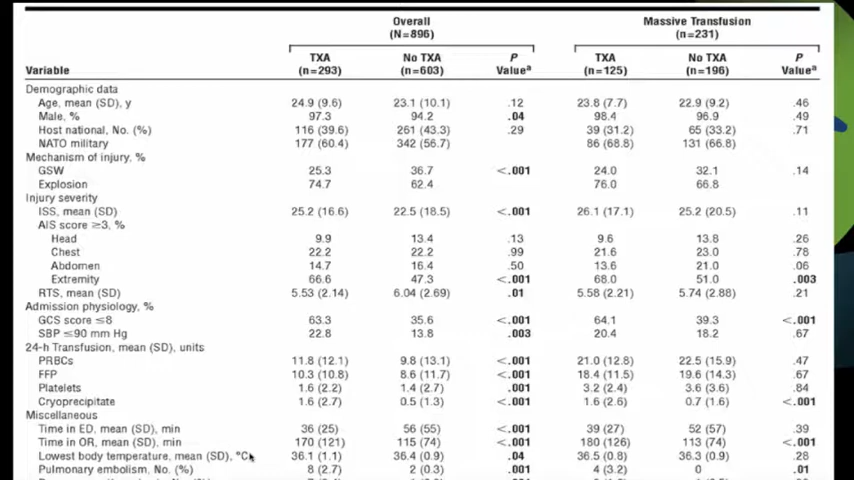 Overall Massive Transfusion
(N=896) (n=231)
TXA No TXA P TXA No TXA P
Variable (n=293) (n=603) Valueᵃ (n=125) (n=196) Valueᵃ
Demographic data
Age, mean (SD), y 24.9 (9.6) 23.1 (10.1) .12 23.8 (7.7) 22.9 (9.2) .46
Male, % 97.3 94.2 .04 98.4 96.9 .49
Host national, No. (%) 116 (39.6) 261 (43.3) .29 39 (31.2) 65 (33.2) .71
NATO military 177 (60.4) 342 (56.7) 86 (68.8) 131 (66.8)
Mechanism of injury, %
GSW 25.3 36.7 <.001 24.0 32.1 .14
Explosion 74.7 62.4 76.0 66.8
Injury severity
ISS, mean (SD) 25.2 (16.6) 22.5 (18.5) <.001 26.1 (17.1) 25.2 (20.5) .11
AIS score ≥3, %
Head 9.9 13.4 .13 9.6 13.8 .26
Chest 22.2 22.2 .99 21.6 23.0 .78
Abdomen 14.7 16.4 .50 13.6 21.0 .06
Extremity 66.6 47.3 <.001 68.0 51.0 .003
RTS, mean (SD) 5.53 (2.14) 6.04 (2.69) .01 5.58 (2.21) 5.74 (2.88) .21
Admission physiology, %
GCS score ≤8 63.3 35.6 <.001 64.1 39.3 <.001
SBP ≤90 mm Hg 22.8 13.8 .003 20.4 18.2 .67
24-h Transfusion, mean (SD), units
PRBCs 11.8 (12.1) 9.8 (13.1) <.001 21.0 (12.8) 22.5 (15.9) .47
FFP 10.3 (10.8) 8.6 (11.7) <.001 18.4 (11.5) 19.6 (14.3) .67
Platelets 1.6 (2.2) 1.4 (2.7) .001 3.2 (2.4) 3.6 (3.6) .84
Cryoprecipitate 1.6 (2.7) 0.5 (1.3) <.001 1.6 (2.6) 0.7 (1.6) <.001
Miscellaneous
Time in ED, mean (SD), min 36 (25) 56 (55) <.001 39 (27) 52 (57) .39
Time in OR, mean (SD), min 170 (121) 115 (74) <.001 180 (126) 113 (74) <.001
Lowest body temperature, mean (SD), °C 36.1 (1.1) 36.4 (0.9) .04 36.5 (0.8) 36.3 (0.9) .28
Pulmonary embolism, No. (%) 8 (2.7) 2 (0.3) .001 4 (3.2) 0 .01